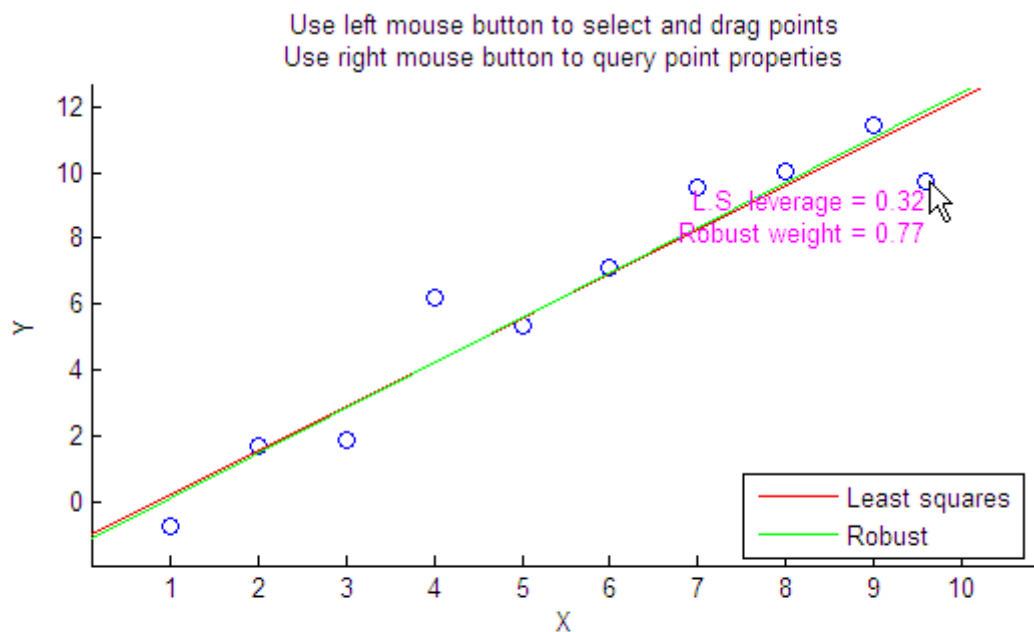 Use left mouse button to select and drag points
Use right mouse button to query point properties
12
10
8
6
4
2
0
Y
L.S. leverage = 0.32
Robust weight = 0.77
Least squares
Robust
1 2 3 4 5 6 7 8 9 10
X